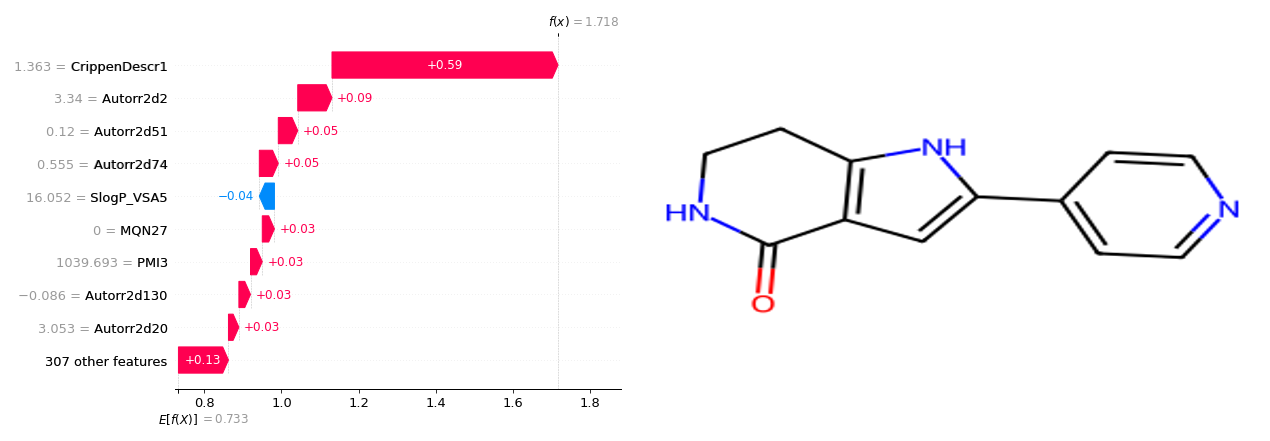 f(x) = 1.718
1.363 = CrippenDescr1 +0.59
3.34 = Autorr2d2 +0.09
0.12 = Autorr2d51 +0.05
0.555 = Autorr2d74 +0.05
16.052 = SlogP_VSA5 −0.04
0 = MQN27 +0.03
1039.693 = PMI3 +0.03
−0.086 = Autorr2d130 +0.03
3.053 = Autorr2d20 +0.03
307 other features +0.13
0.8 1.0 1.2 1.4 1.6 1.8
E[f(X)] = 0.733
NH
HN
N
O